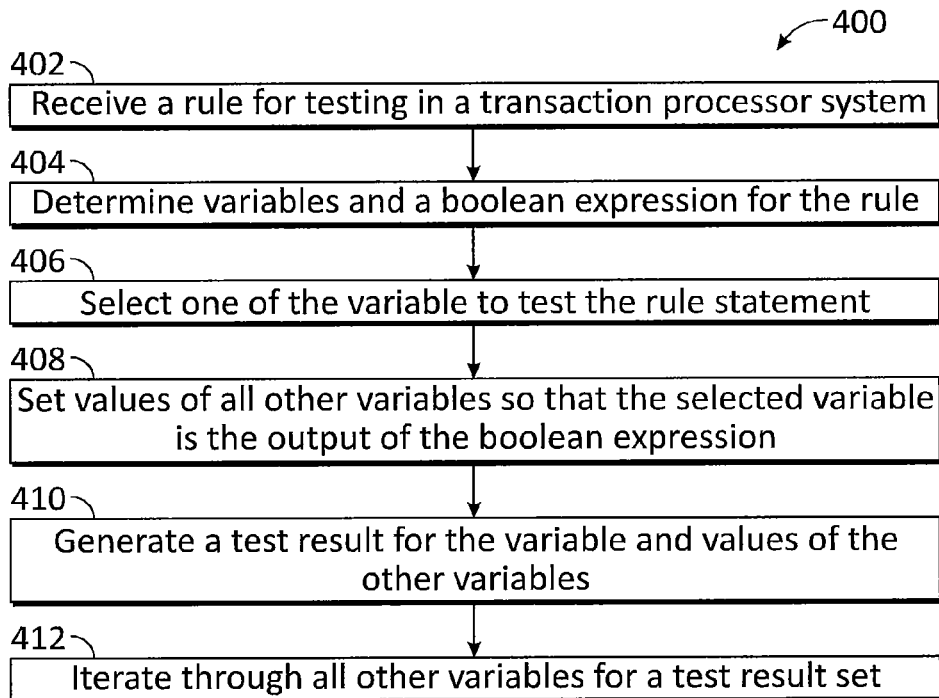 400
402
Receive a rule for testing in a transaction processor system
404
Determine variables and a boolean expression for the rule
406
Select one of the variable to test the rule statement
408
Set values of all other variables so that the selected variable
is the output of the boolean expression
410
Generate a test result for the variable and values of the
other variables
412
Iterate through all other variables for a test result set